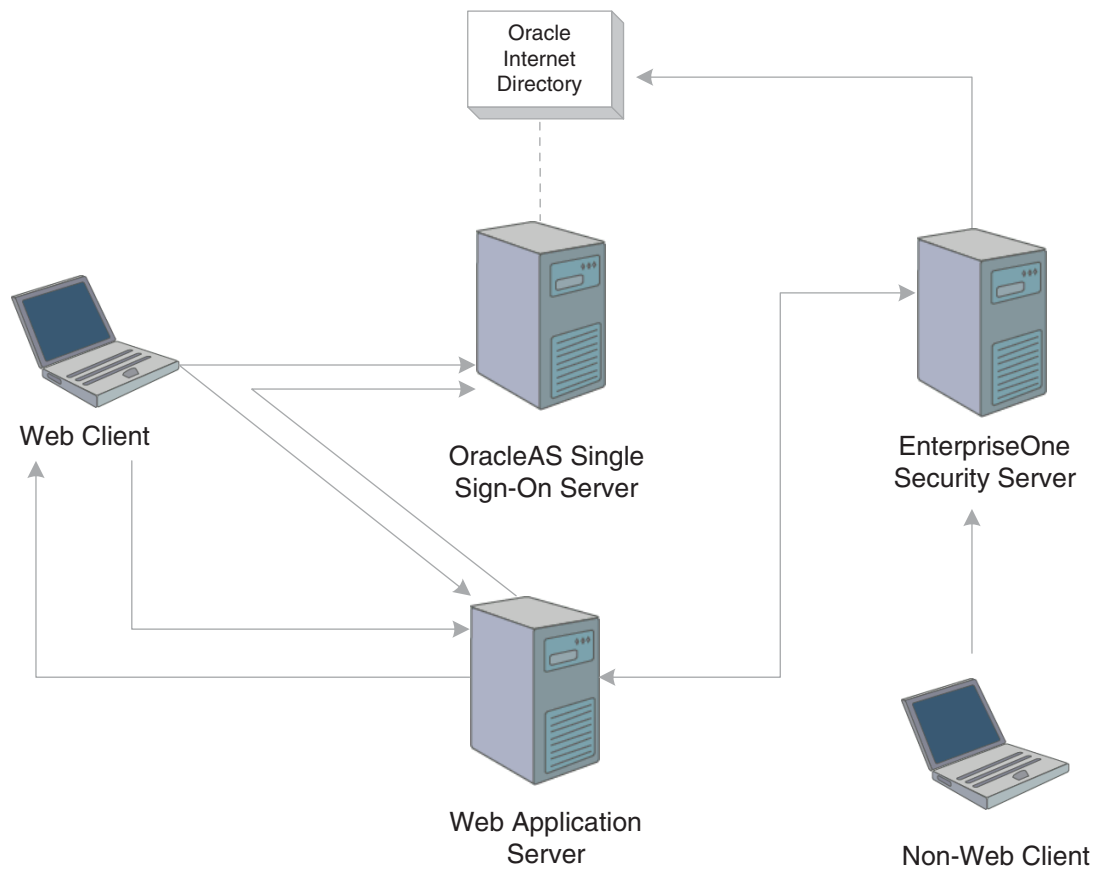 Oracle
Internet
Directory
Web Client
OracleAS Single
Sign-On Server
EnterpriseOne
Security Server
Web Application
Server
Non-Web Client